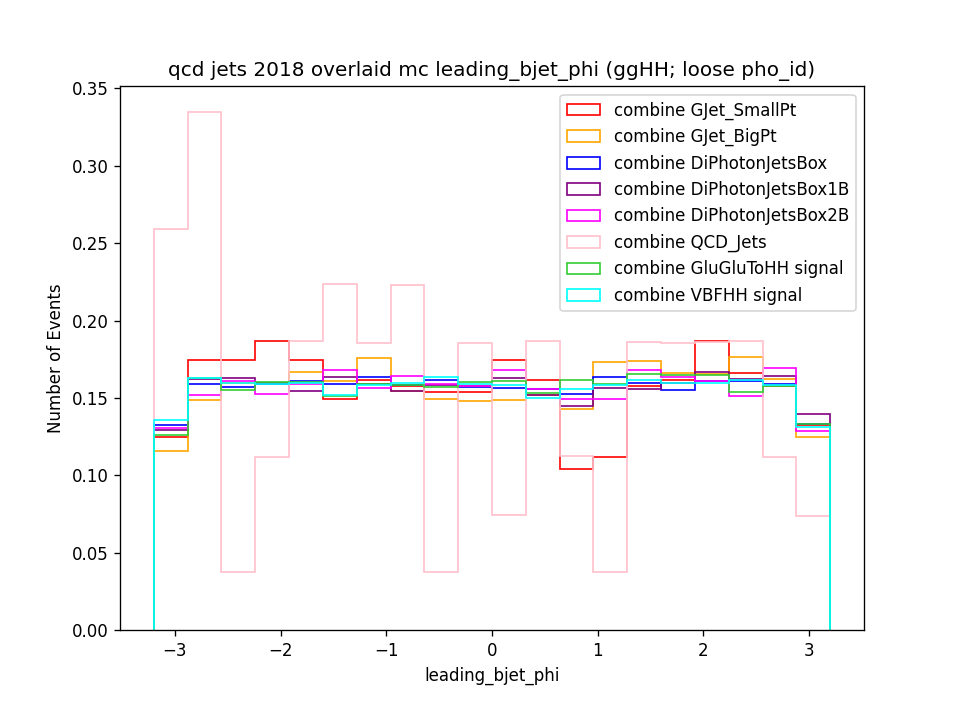 qcd jets 2018 overlaid mc leading_bjet_phi (ggHH; loose pho_id)
0.35
0.30
0.25
0.20
0.15
0.10
0.05
0.00
Number of Events
combine GJet_SmallPt
combine GJet_BigPt
combine DiPhotonJetsBox
combine DiPhotonJetsBox1B
combine DiPhotonJetsBox2B
combine QCD_Jets
combine GluGluToHH signal
combine VBFHH signal
−3 −2 −1 0 1 2 3
leading_bjet_phi